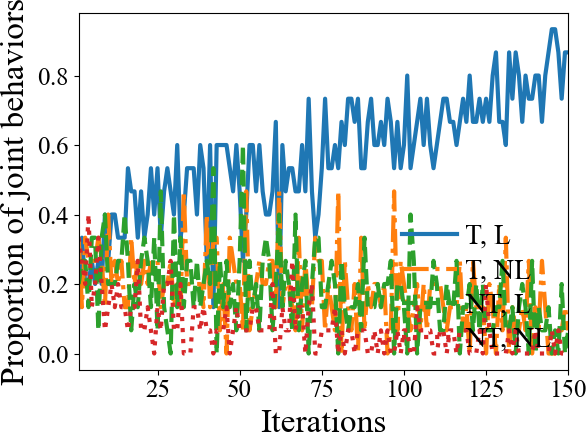 Proportion of joint behaviors
0.8
0.6
0.4
0.2
0.0
T, L
T, NL
NT, L
NT, NL
25 50 75 100 125 150
Iterations